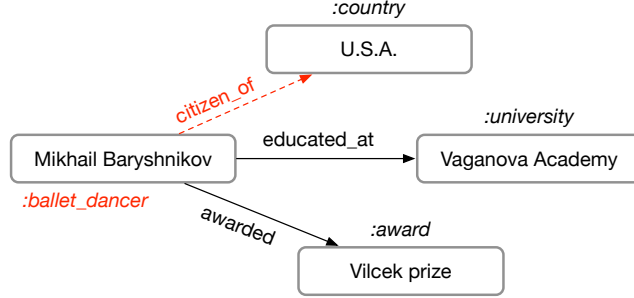 :country
U.S.A.
citizen_of
:university
educated_at
Mikhail Baryshnikov
Vaganova Academy
:ballet_dancer
awarded
:award
Vilcek prize